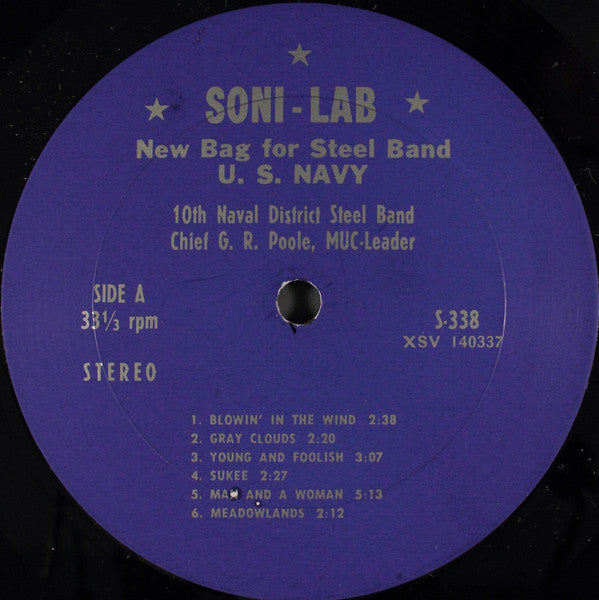 SONI-LAB
New Bag for Steel Band
U. S. NAVY
10th Naval District Steel Band
Chief G. R. Poole, MUC-Leader
SIDE A
33⅓ rpm
S-338
XSV 140337
STEREO
1. BLOWIN' IN THE WIND 2:38
2. GRAY CLOUDS 2:20
3. YOUNG AND FOOLISH 3:07
4. SUKEE 2:27
5. MAN AND A WOMAN 5:13
6. MEADOWLANDS 2:12